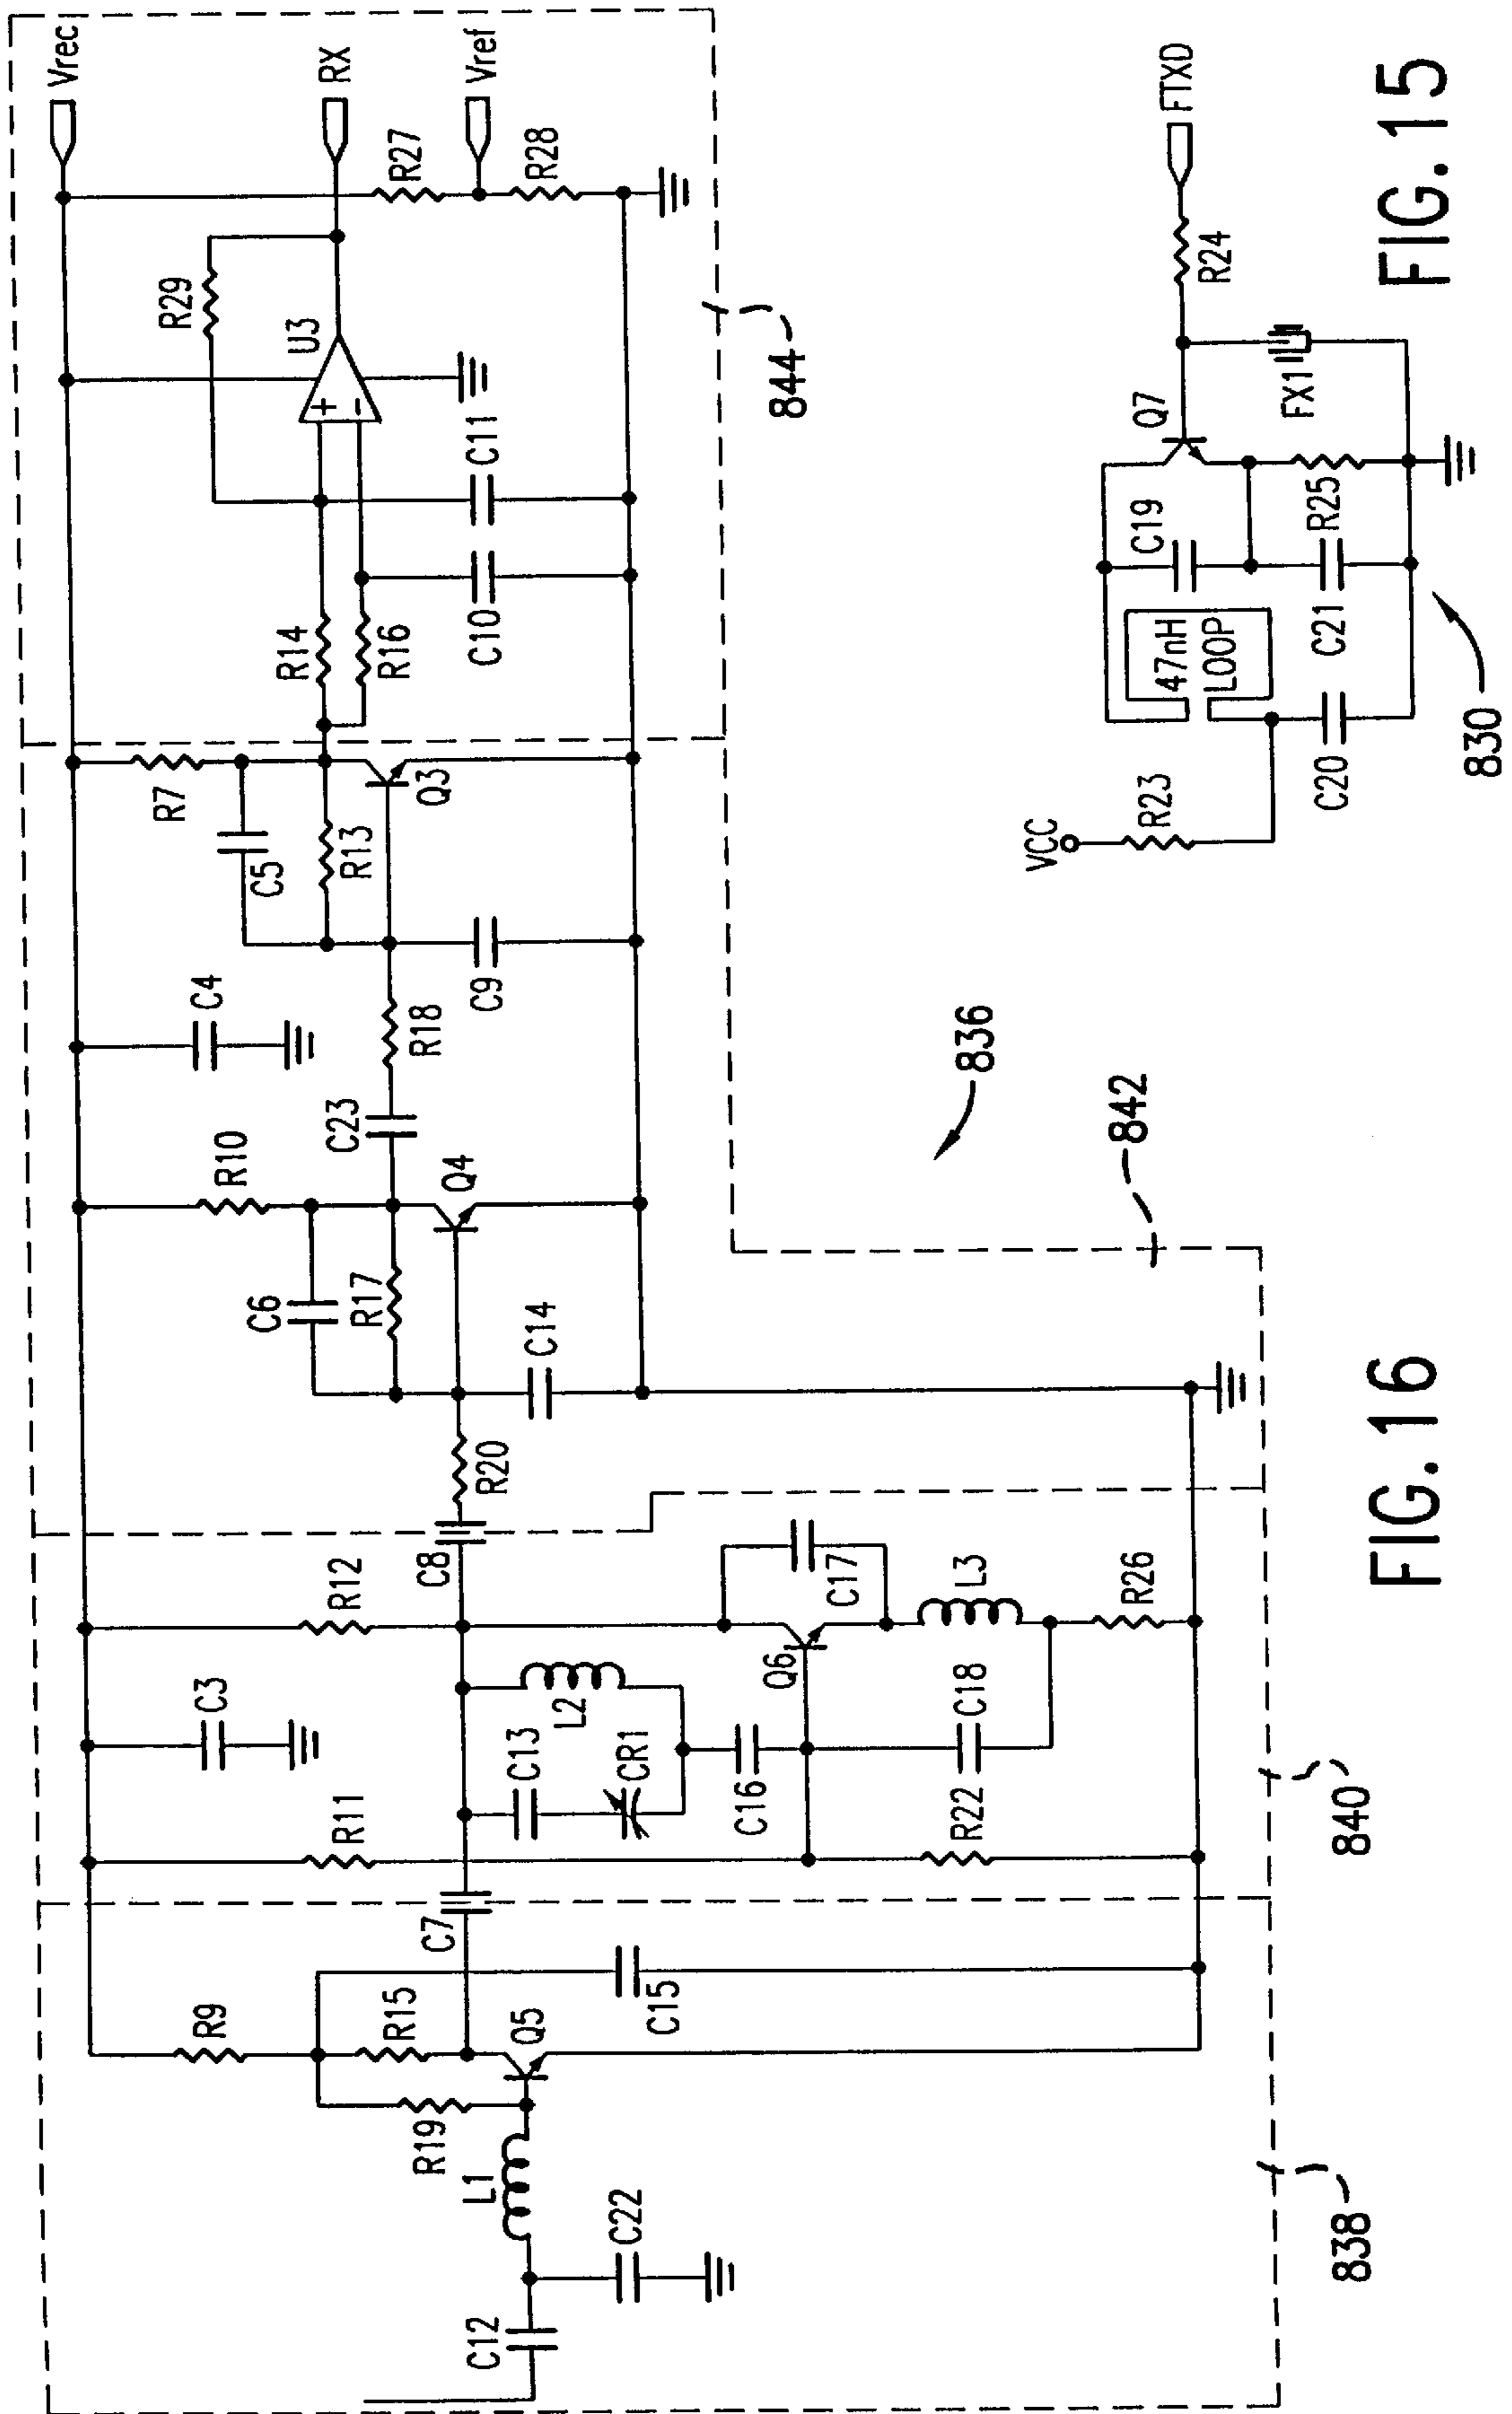 Vrec
RX
Vref
R27
R28
R29
U3
+
−
C11
C10
R14
R16
844
R7
C5
R13
Q3
C9
C4
R18
C23
R10
Q4
C6
R17
C14
R20
836
842
C8
R12
C17
L3
R26
Q6
L2
C18
C3
C13
CR1
C16
R11
R22
840
C7
R9
R15
C15
Q5
R19
L1
C22
C12
838
FIG. 16
FTXD
R24
Q7
FX1
C19
R25
47nH
LOOP
C21
VCC
R23
C20
830
FIG. 15